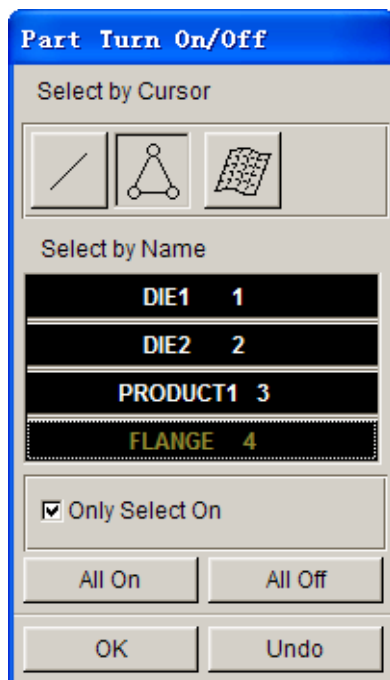 Part Turn On/Off
Select by Cursor
Select by Name
DIE1 1
DIE2 2
PRODUCT1 3
FLANGE 4
Only Select On
All On All Off
OK Undo